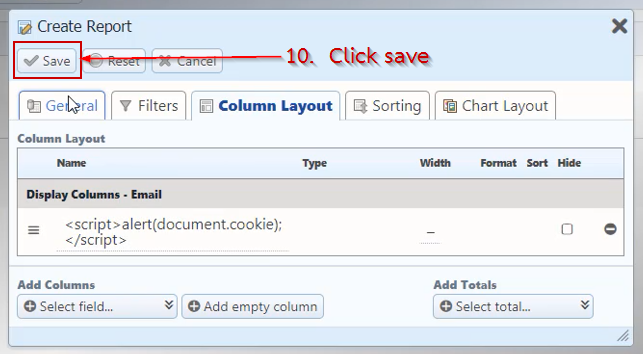 Create Report
Save Reset Cancel 10. Click save
General Filters Column Layout Sorting Chart Layout
Column Layout
Name Type Width Format Sort Hide
Display Columns - Email
<script>alert(document.cookie);
</script> _
Add Columns Add Totals
Select field... Add empty column Select total...